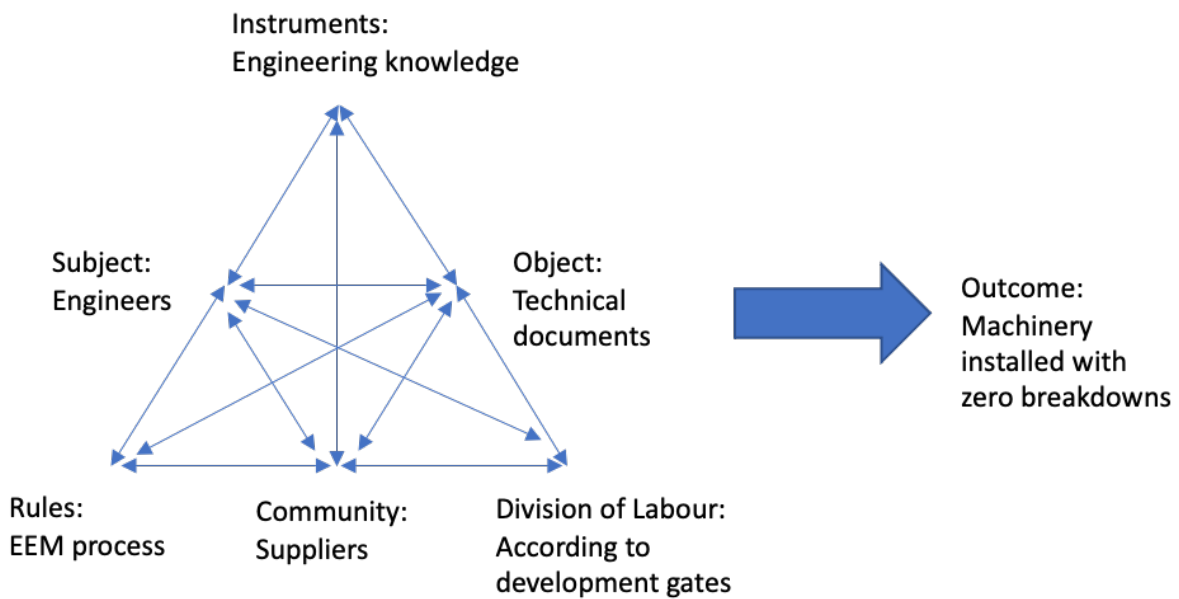 Instruments:
Engineering knowledge
Subject:
Engineers
Object:
Technical
documents
Outcome:
Machinery
installed with
zero breakdowns
Rules:
EEM process
Community:
Suppliers
Division of Labour:
According to
development gates